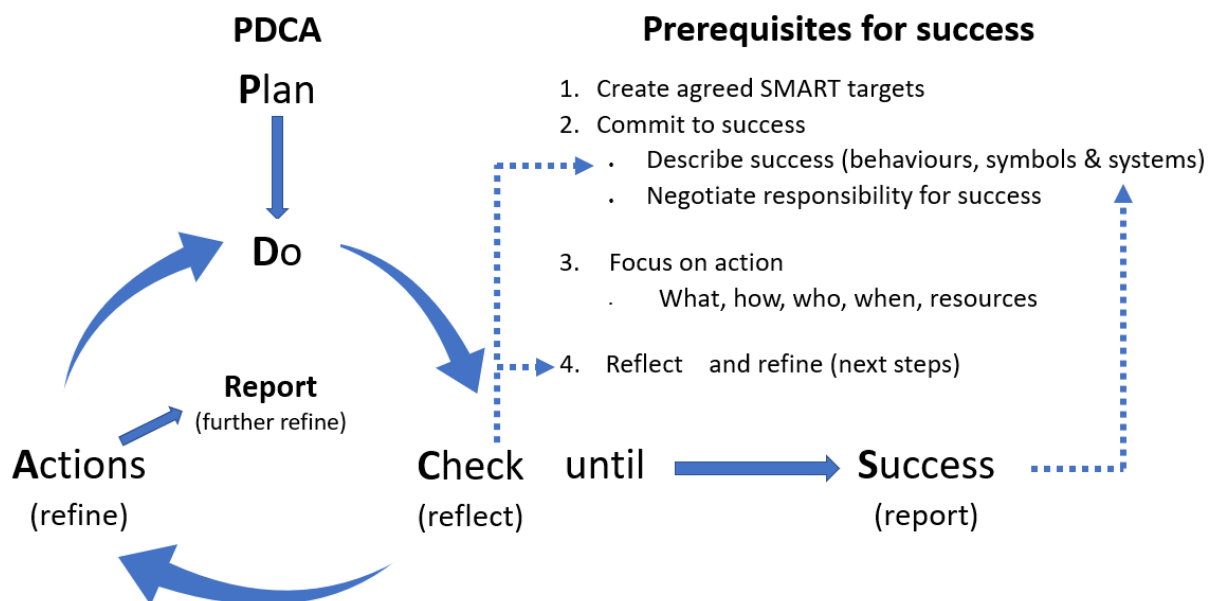 PDCA
Plan
Do
Report
(further refine)
Actions
(refine)
Check until
(reflect)
Success
(report)
Prerequisites for success
1. Create agreed SMART targets
2. Commit to success
• Describe success (behaviours, symbols & systems)
• Negotiate responsibility for success
3. Focus on action
• What, how, who, when, resources
4. Reflect and refine (next steps)